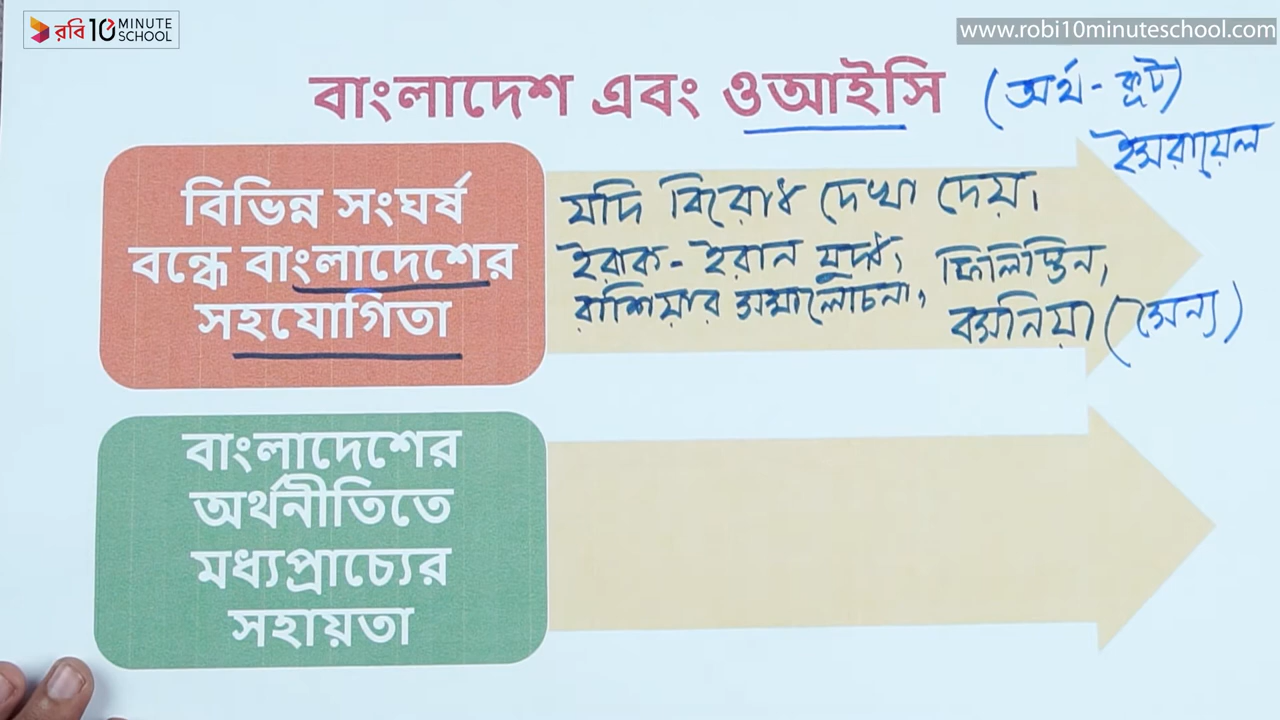 রবি 10 MINUTE SCHOOL
www.robi10minuteschool.com
বাংলাদেশ এবং ওআইসি (অর্থ - কূট)
ইসরায়েল
বিভিন্ন সংঘর্ষ
বন্ধে বাংলাদেশের
সহযোগিতা
যদি বিরোধ দেখা দেয়।
ইরাক - ইরান যুদ্ধ, ফিলিস্তিন,
রাশিয়ার সমালোচনা, বসনিয়া (সৈন্য)
বাংলাদেশের
অর্থনীতিতে
মধ্যপ্রাচ্যের
সহায়তা